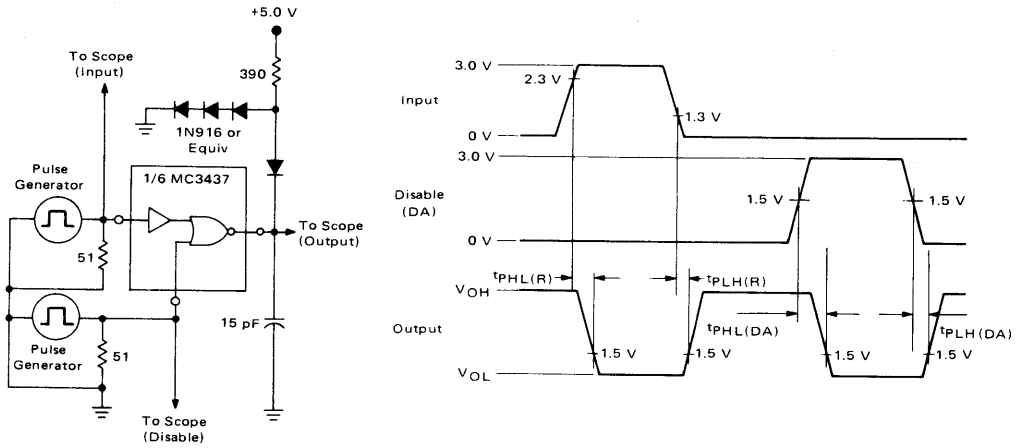 +5.0 V
To Scope
(Input)
390
1N916 or
Equiv
Pulse
Generator
1/6 MC3437
To Scope
(Output)
51
15 pF
Pulse
Generator
51
To Scope
(Disable)
3.0 V
2.3 V
Input
1.3 V
0 V
3.0 V
Disable
(DA)
1.5 V
1.5 V
0 V
tPHL(R)
tPLH(R)
VOH
tPHL(DA)
tPLH(DA)
Output
1.5 V
1.5 V
1.5 V
1.5 V
VOL